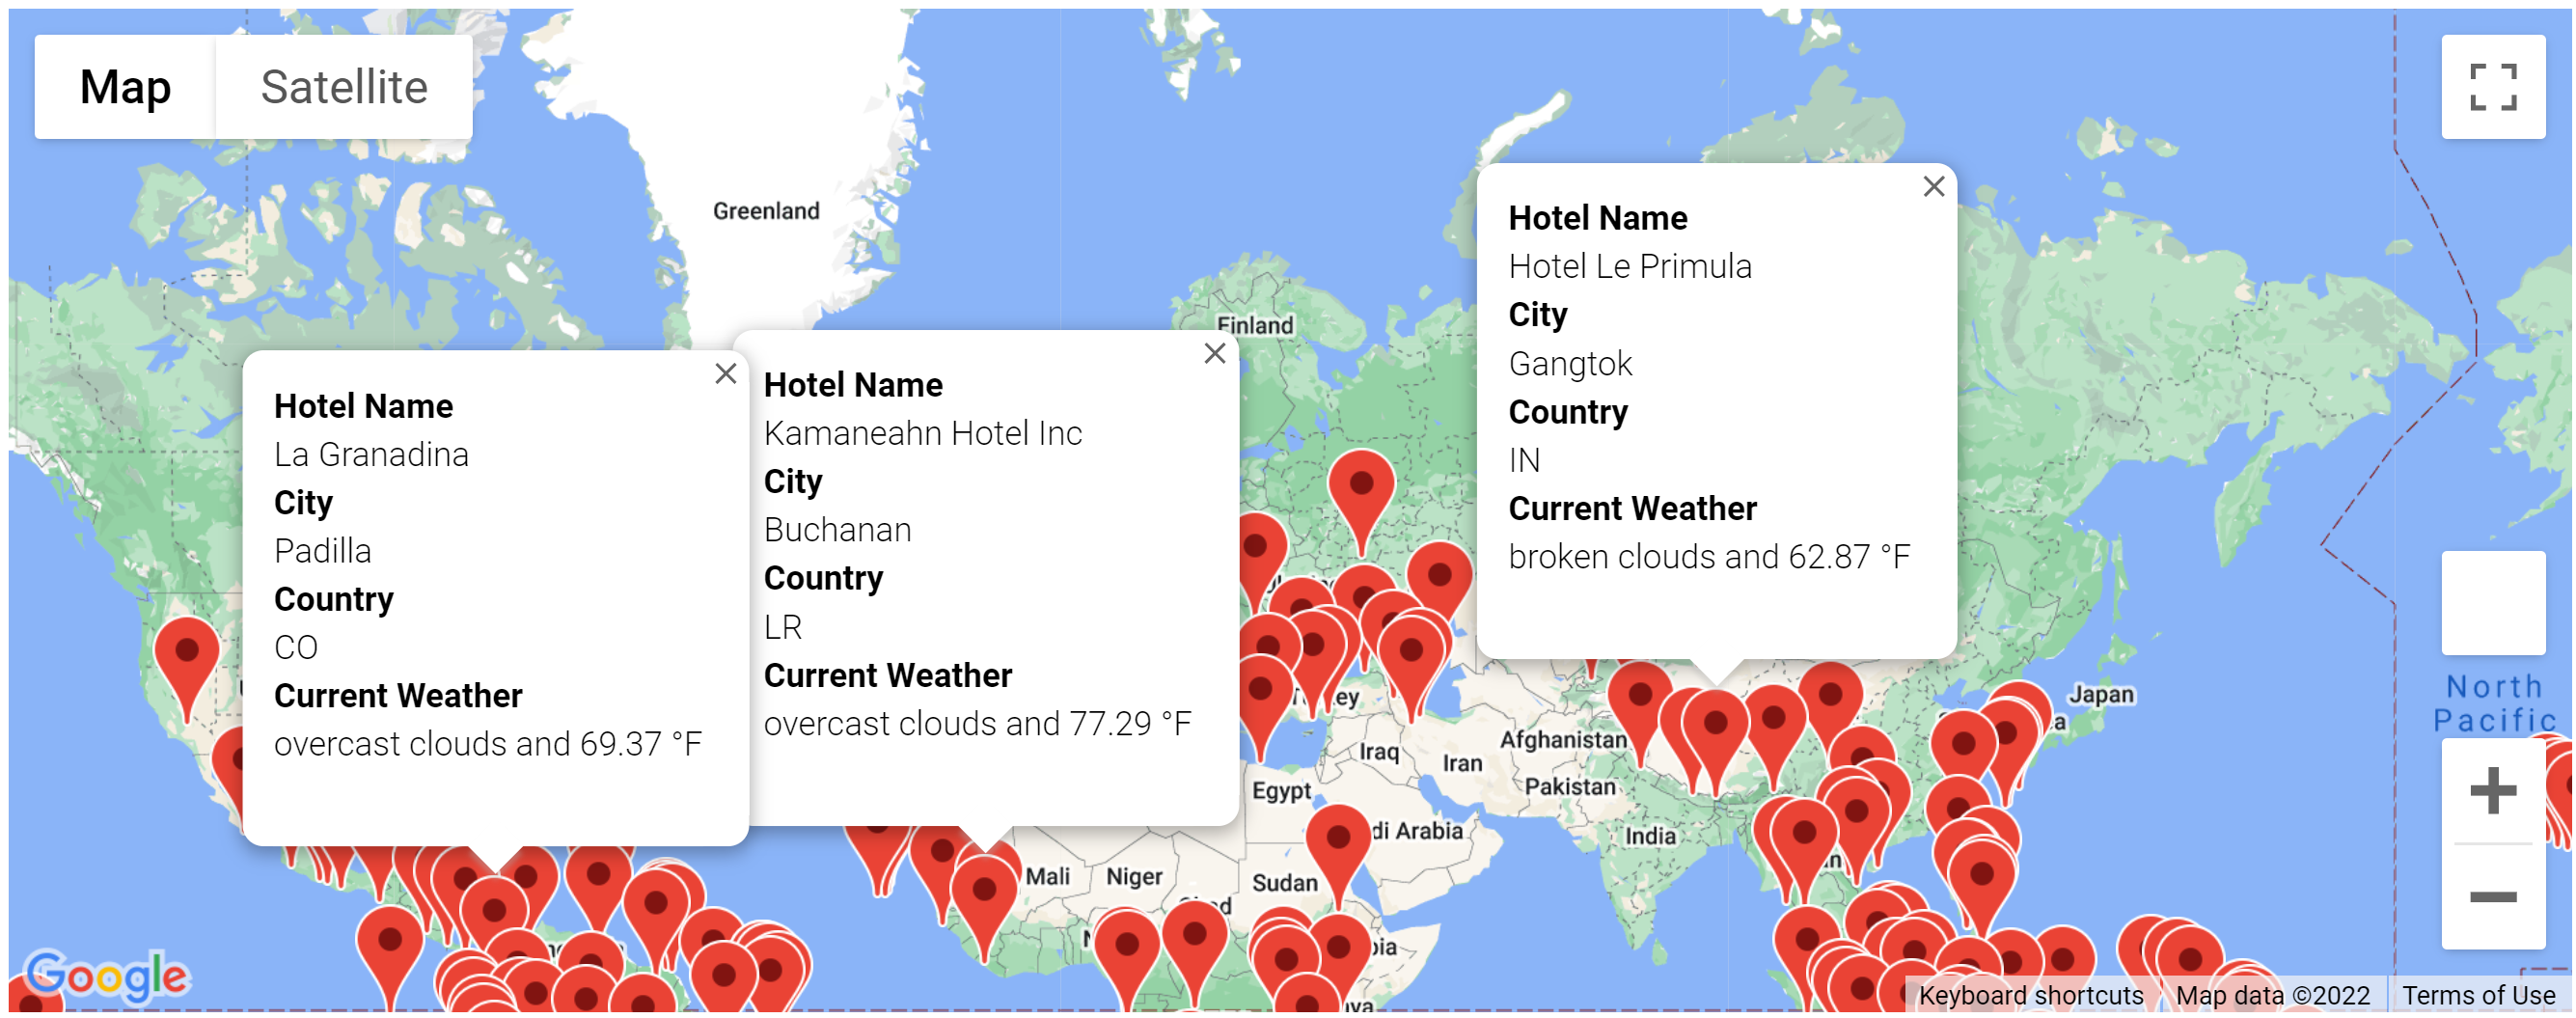 Map
Satellite
Greenland
Finland
Hotel Name
La Granadina
City
Padilla
Country
CO
Current Weather
overcast clouds and 69.37 °F
Hotel Name
Kamaneahn Hotel Inc
City
Buchanan
Country
LR
Current Weather
overcast clouds and 77.29 °F
Hotel Name
Hotel Le Primula
City
Gangtok
Country
IN
Current Weather
broken clouds and 62.87 °F
Japan
North
Pacific
Afghanistan
Iraq
Iran
Pakistan
Egypt
India
Mali
Niger
Sudan
Google
Keyboard shortcuts
Map data ©2022
Terms of Use